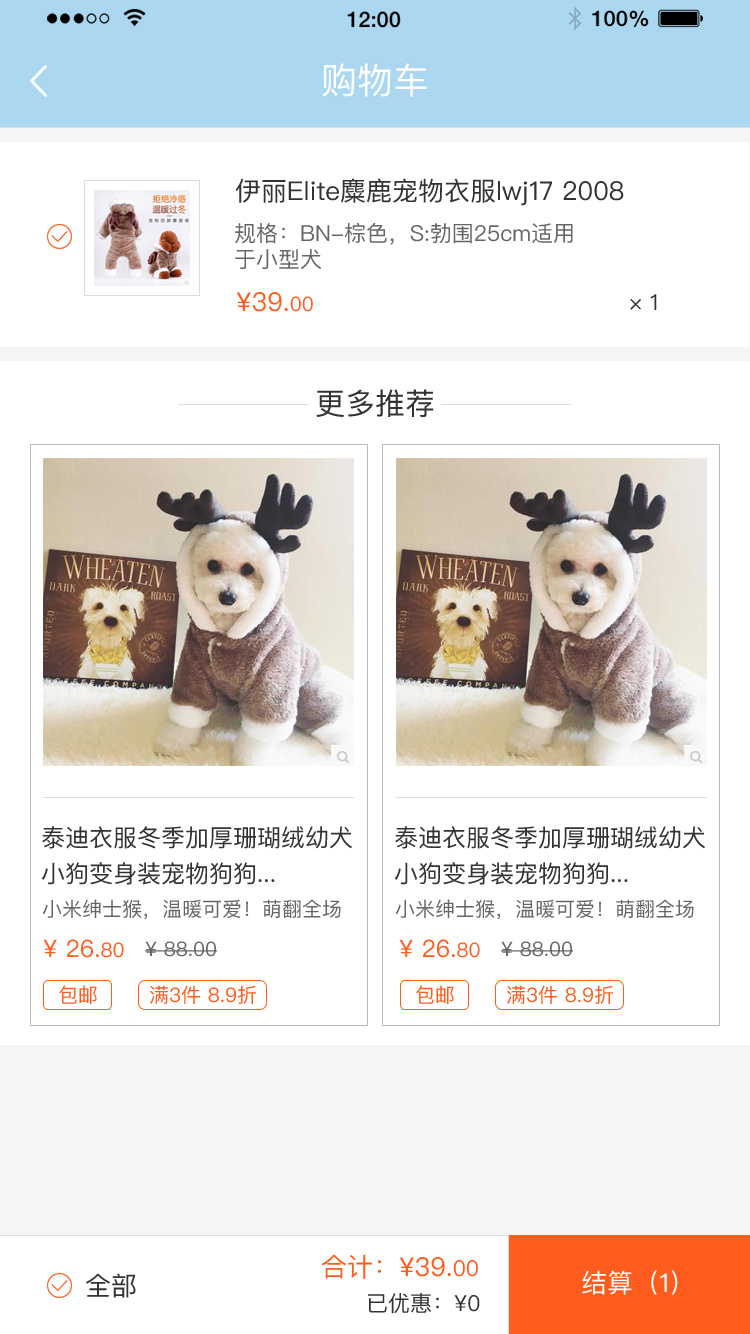 12:00
100%
购物车
拒绝冷感
温暖过冬
伊丽Elite麋鹿宠物衣服lwj17 2008
规格：BN-棕色，S:勃围25cm适用
于小型犬
¥39.00
× 1
更多推荐
WHEATEN
DARK ROAST
COFFEE COMPANY
WHEATEN
DARK ROAST
COFFEE COMPANY
泰迪衣服冬季加厚珊瑚绒幼犬
小狗变身装宠物狗狗...
小米绅士猴，温暖可爱！萌翻全场
¥ 26.80 ¥ 88.00
包邮 满3件 8.9折
泰迪衣服冬季加厚珊瑚绒幼犬
小狗变身装宠物狗狗...
小米绅士猴，温暖可爱！萌翻全场
¥ 26.80 ¥ 88.00
包邮 满3件 8.9折
全部
合计：¥39.00
已优惠：¥0
结算（1）